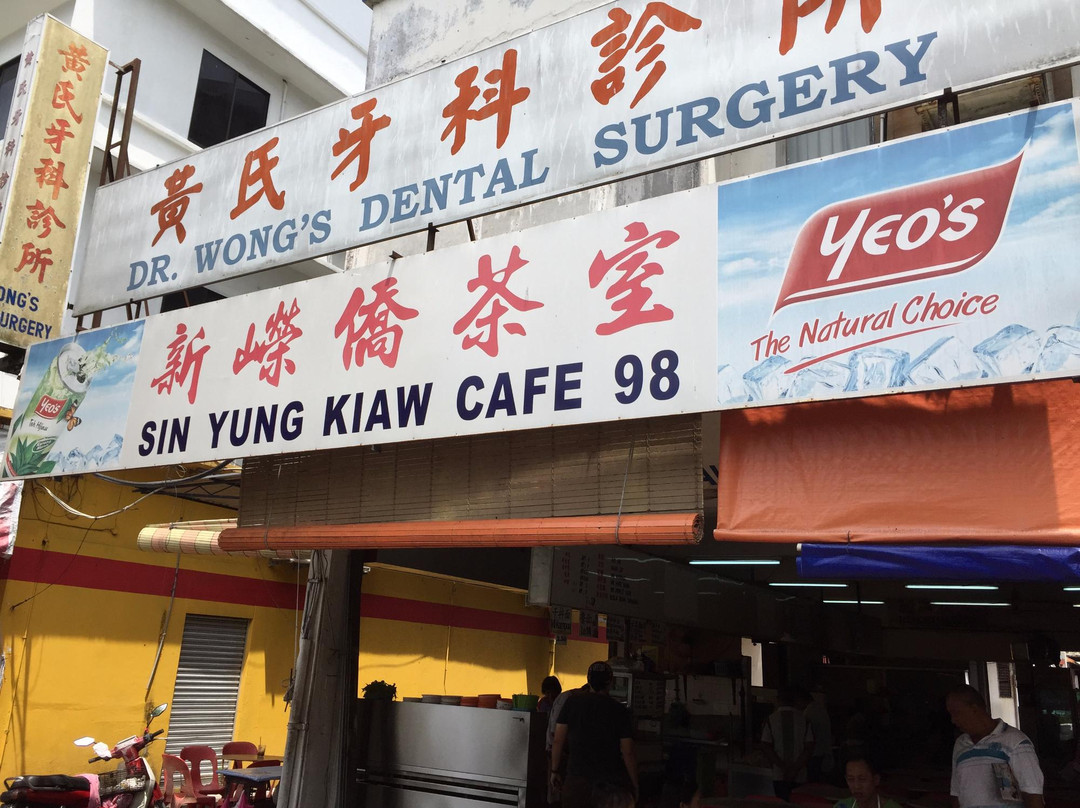 黃氏牙科診所
DR. WONG'S DENTAL SURGERY
黃氏牙科診所
ONG'S
URGERY
新嶸僑茶室
SIN YUNG KIAW CAFE 98
Yeo's
The Natural Choice
Yeo's